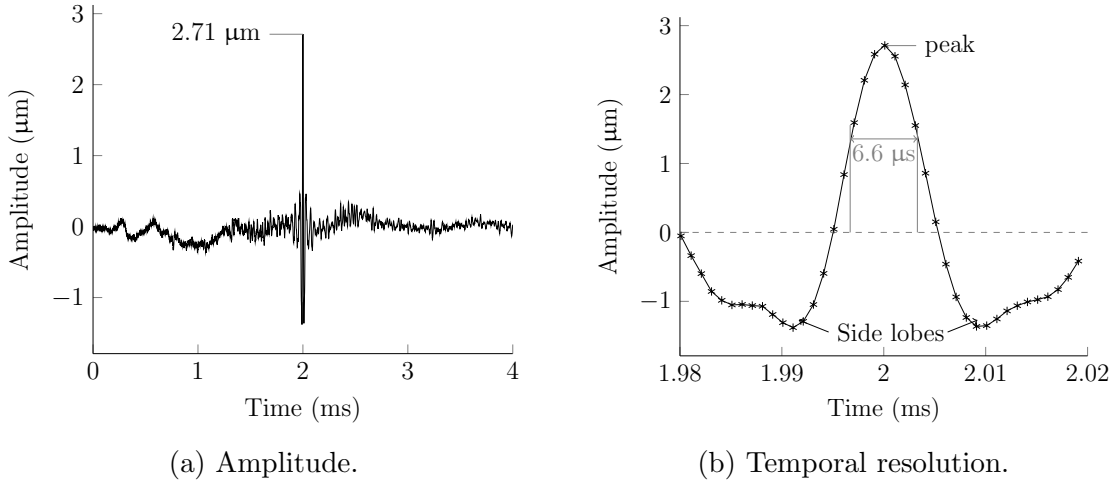 3
2
1
0
−1
0
1
2
3
4
Amplitude (μm)
Time (ms)
2.71 μm
(a) Amplitude.
3
2
1
0
−1
1.98
1.99
2
2.01
2.02
Amplitude (μm)
Time (ms)
peak
6.6 μs
Side lobes
(b) Temporal resolution.